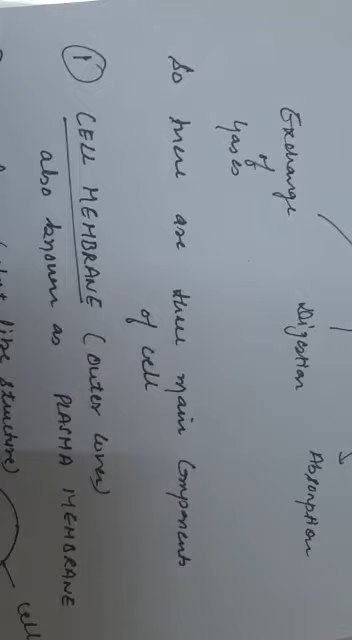 Exchange
of
gases
Digestion
Absorption
So there are three main Components
of cell
1 CELL MEMBRANE (outer cover)
also known as PLASMA MEMBRANE
like structure)
cell